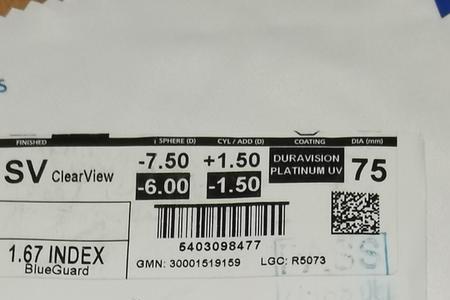 FINISHED SPHERE (D) CYL / ADD (D) COATING DIA (mm)
SV ClearView -7.50 +1.50 DURAVISION PLATINUM UV 75
-6.00 -1.50
5403098477
1.67 INDEX
BlueGuard
GMN: 30001519159 LGC: R5073